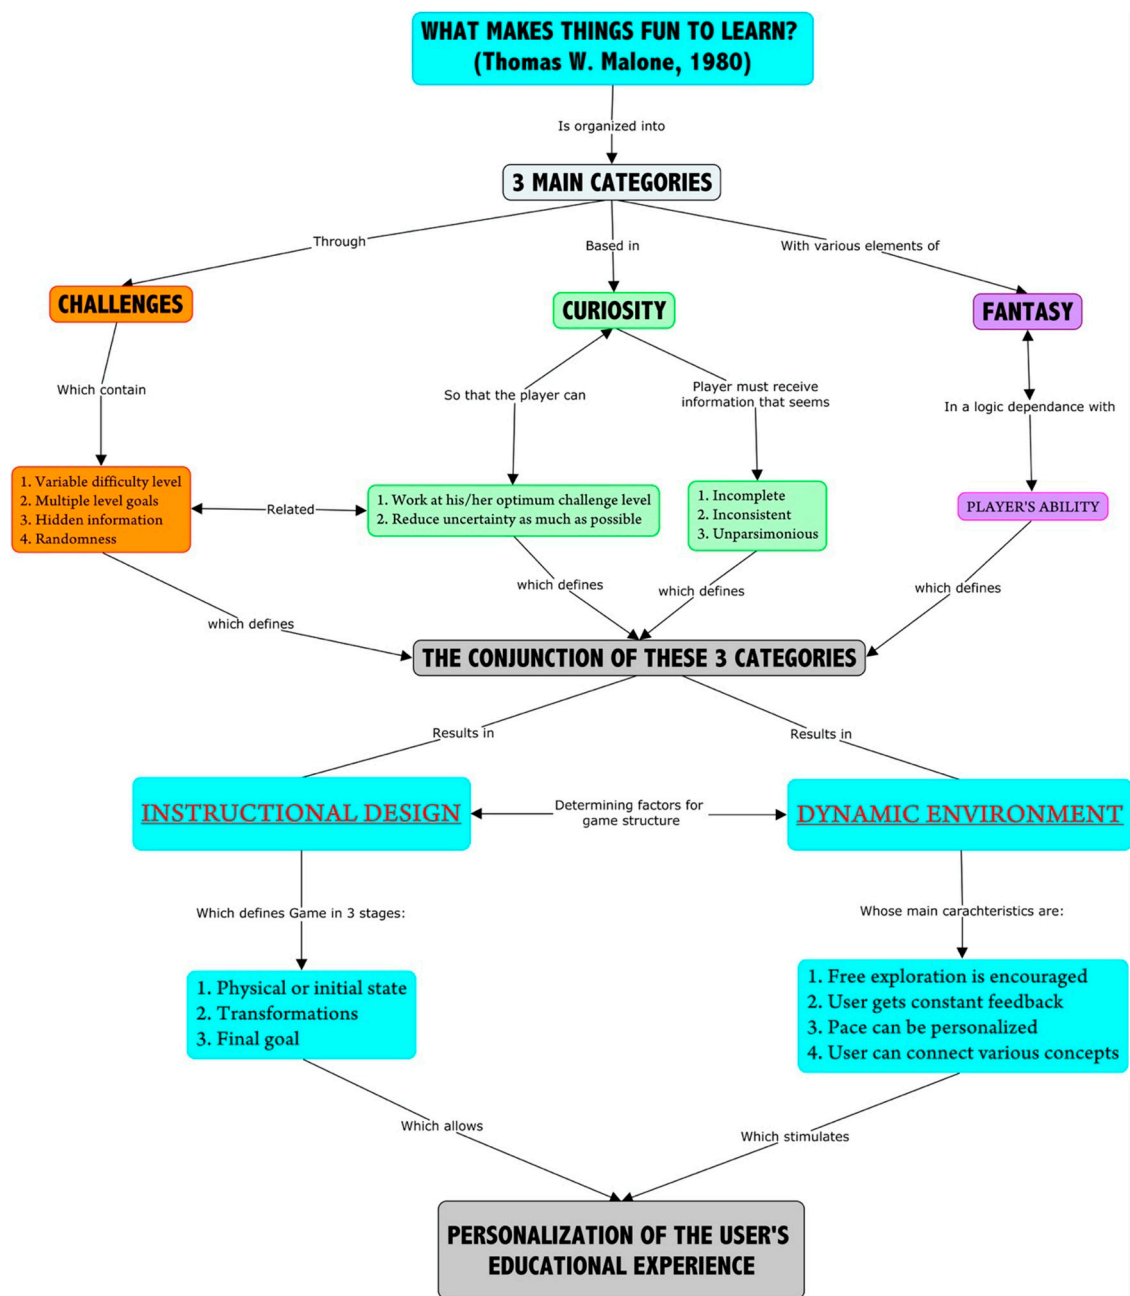 WHAT MAKES THINGS FUN TO LEARN?
(Thomas W. Malone, 1980)
Is organized into
3 MAIN CATEGORIES
Through
Based in
With various elements of
CHALLENGES
CURIOSITY
FANTASY
Which contain
So that the player can
Player must receive
information that seems
In a logic dependance with
1. Variable difficulty level
2. Multiple level goals
3. Hidden information
4. Randomness
Related
1. Work at his/her optimum challenge level
2. Reduce uncertainty as much as possible
1. Incomplete
2. Inconsistent
3. Unparsimonious
PLAYER'S ABILITY
which defines
which defines
which defines
which defines
THE CONJUNCTION OF THESE 3 CATEGORIES
Results in
Results in
INSTRUCTIONAL DESIGN
Determining factors for
game structure
DYNAMIC ENVIRONMENT
Which defines Game in 3 stages:
Whose main carachteristics are:
1. Physical or initial state
2. Transformations
3. Final goal
1. Free exploration is encouraged
2. User gets constant feedback
3. Pace can be personalized
4. User can connect various concepts
Which allows
Which stimulates
PERSONALIZATION OF THE USER'S
EDUCATIONAL EXPERIENCE